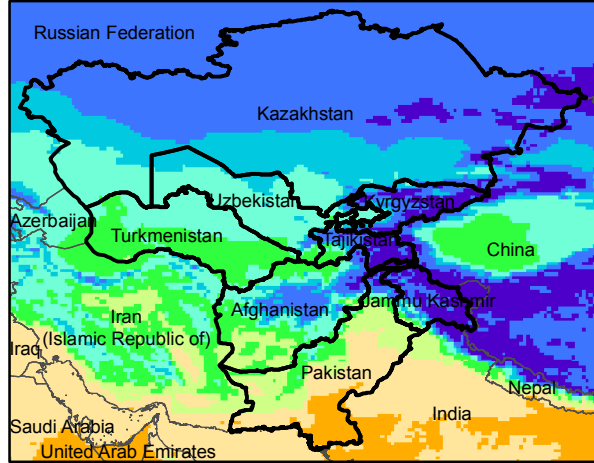 Russian Federation
Kazakhstan
Uzbekistan
Kyrgyzstan
Azerbaijan
Turkmenistan
Tajikistan
China
Afghanistan
Jammu Kashmir
Iran
(Islamic Republic of)
Iraq
Pakistan
Nepal
India
Saudi Arabia
United Arab Emirates